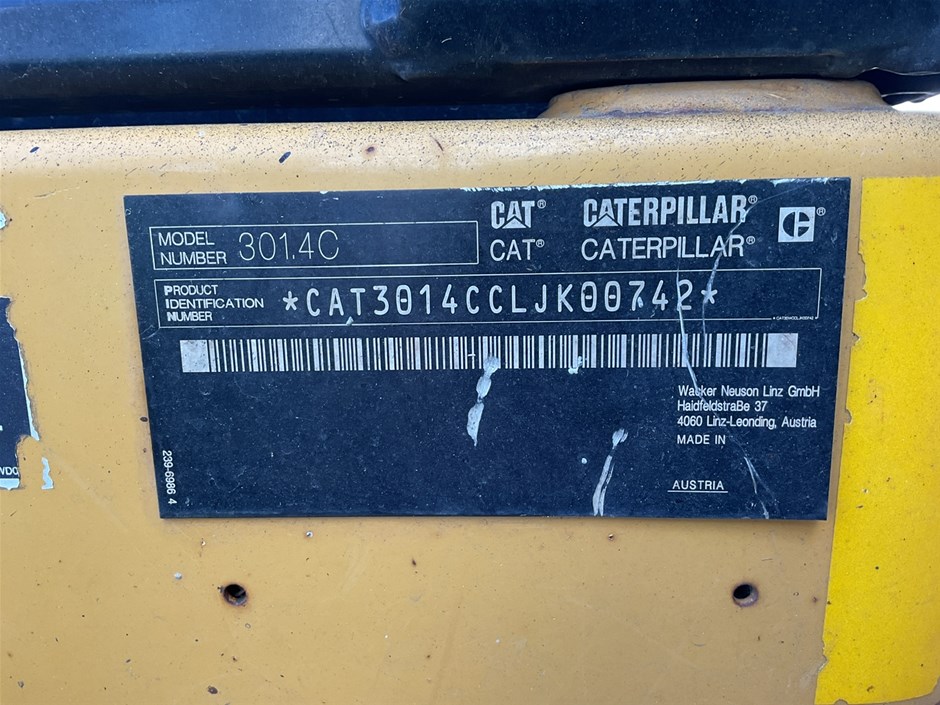 CAT® CATERPILLAR®
CAT® CATERPILLAR®
C ®
MODEL
NUMBER 301.4C
PRODUCT
IDENTIFICATION
NUMBER
*CAT3014CCLJK00742*
Wacker Neuson Linz GmbH
Haidfeldstraße 37
4060 Linz-Leonding, Austria
MADE IN
AUSTRIA
239-6986 4